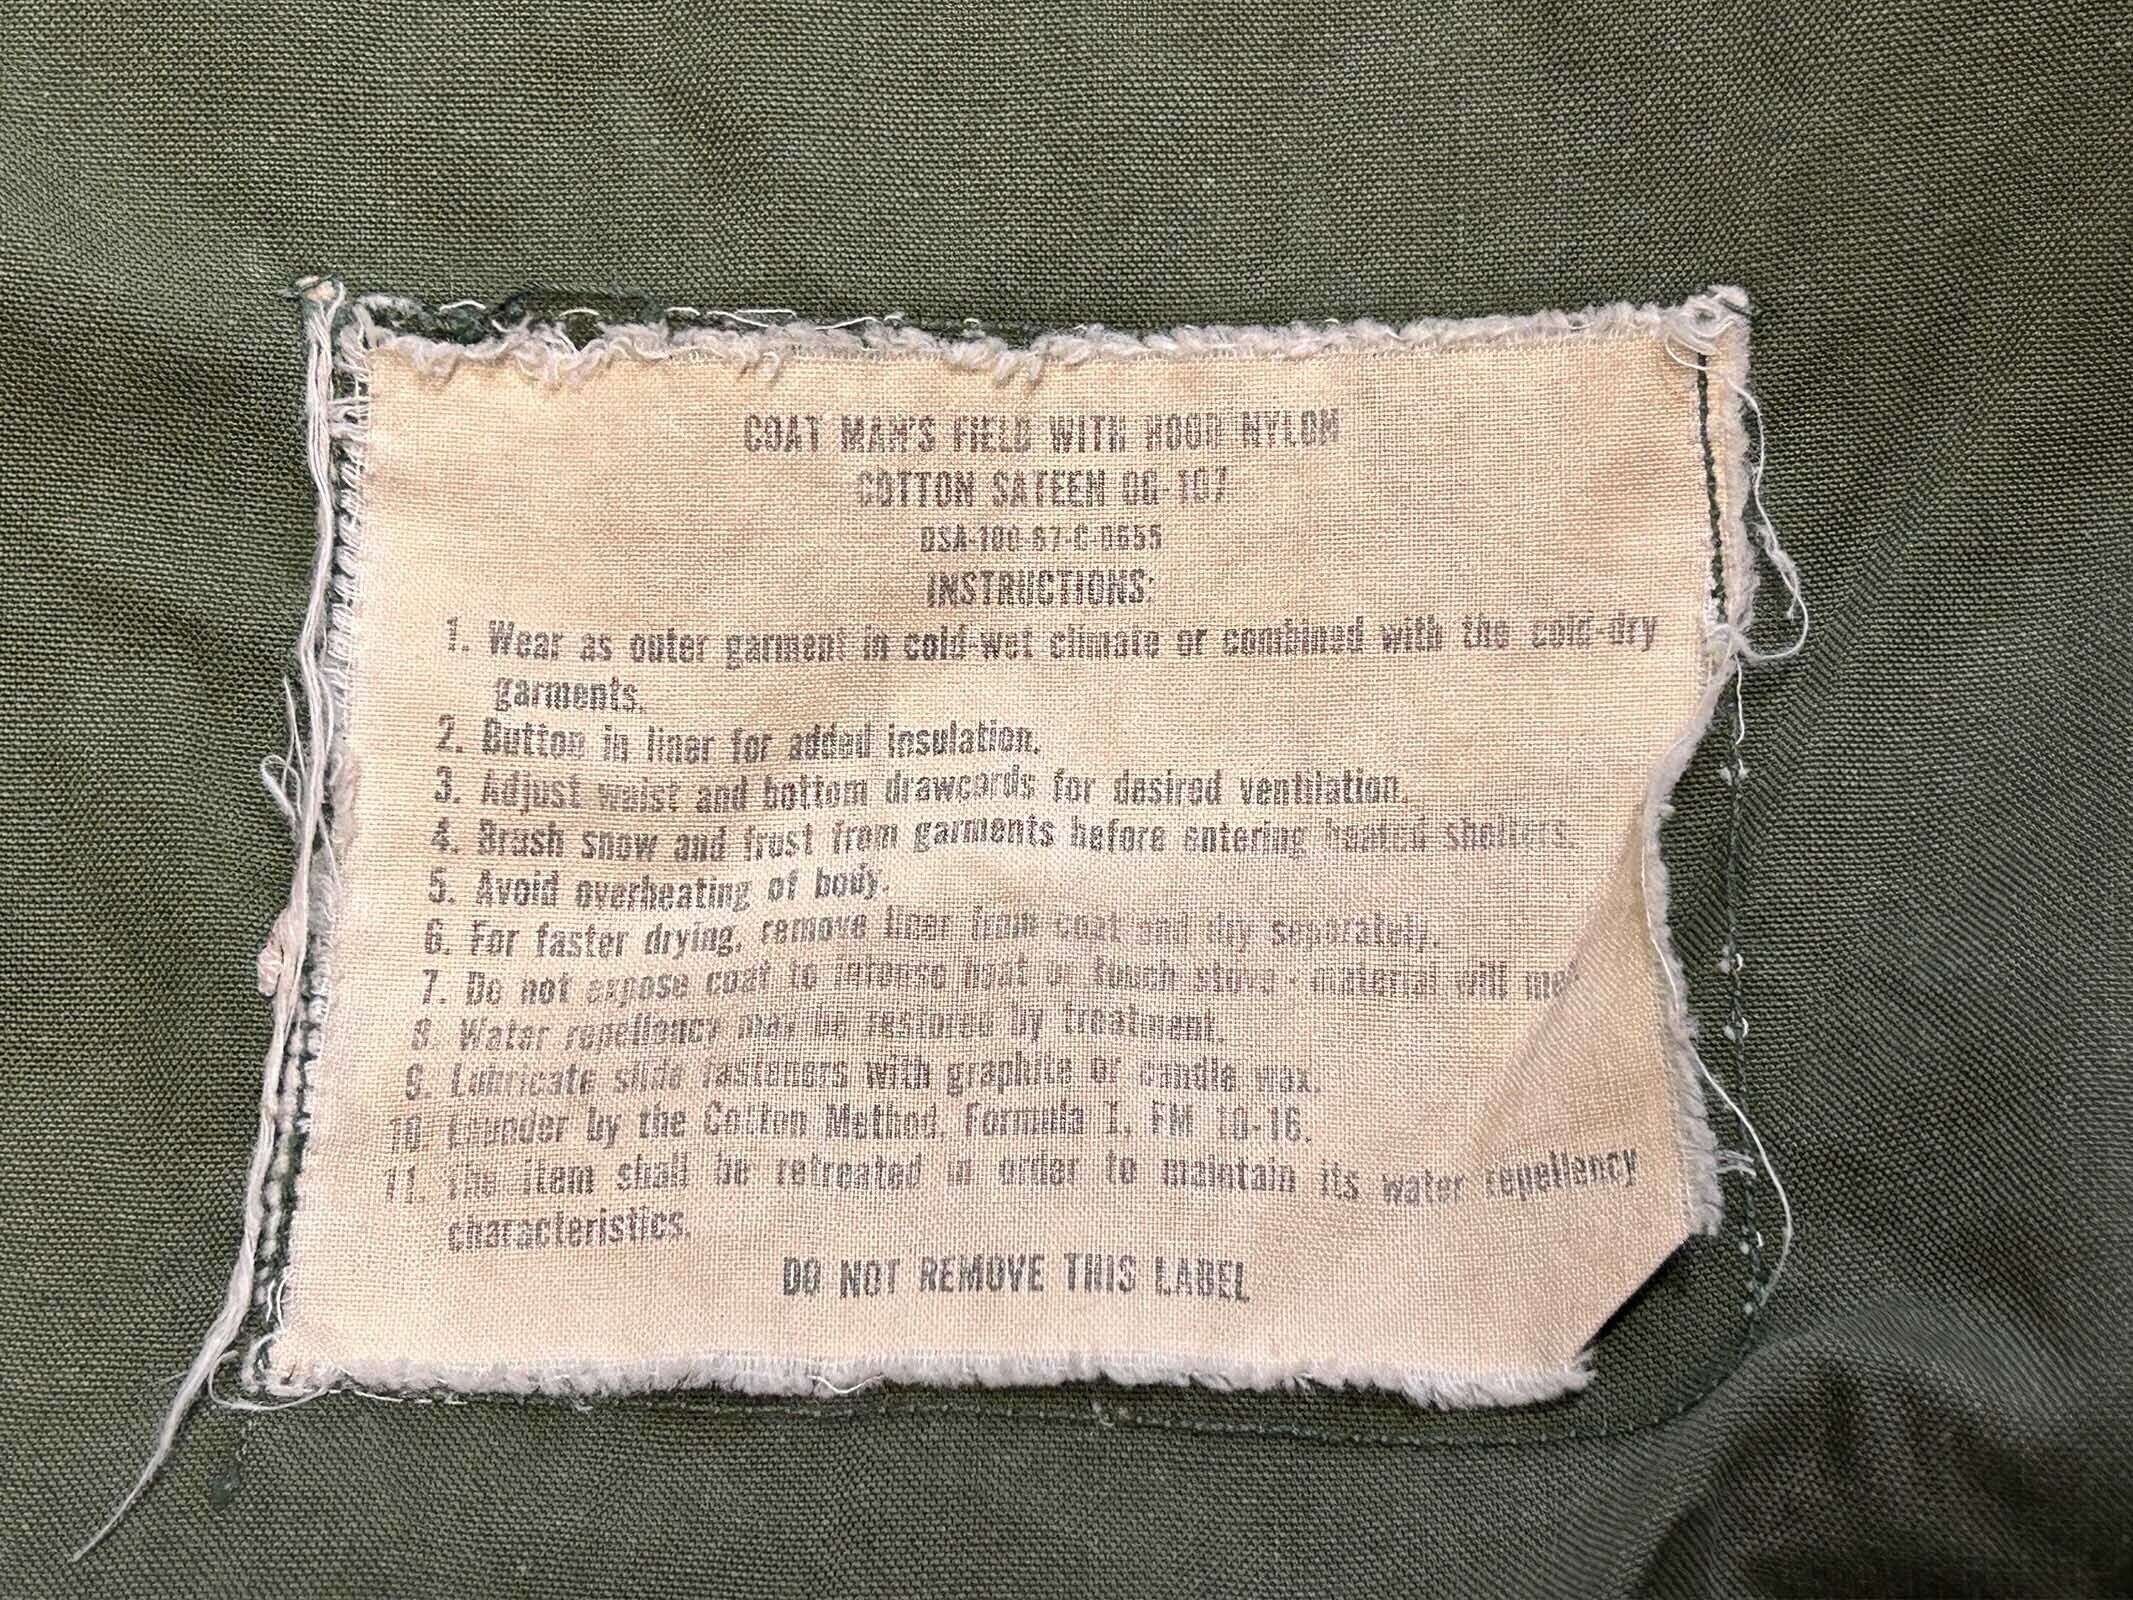 COAT MAN'S FIELD WITH HOOD NYLON
COTTON SATEEN OG-107
DSA-100-67-C-0655
INSTRUCTIONS:
1. Wear as outer garment in cold-wet climate or combined with the cold-dry
garments.
2. Button in liner for added insulation.
3. Adjust waist and bottom drawcords for desired ventilation.
4. Brush snow and frost from garments before entering heated shelters.
5. Avoid overheating of body.
6. For faster drying, remove liner from coat and dry separately.
7. Do not expose coat to intense heat or touch stove - material will
8. Water repellency may be restored by treatment.
9. Lubricate slide fasteners with graphite or candle wax.
10. Launder by the Cotton Method, Formula I, FM 10-16.
11. The item shall be retreated in order to maintain its water repellency
characteristics.
DO NOT REMOVE THIS LABEL